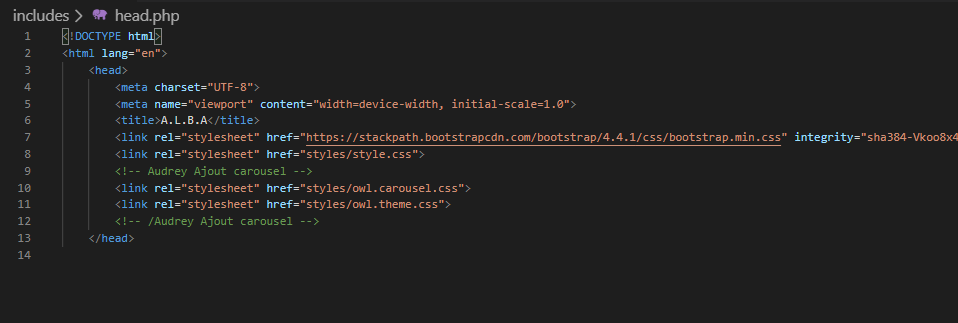 includes > head.php
1 <!DOCTYPE html>
2 <html lang="en">
3 <head>
4 <meta charset="UTF-8">
5 <meta name="viewport" content="width=device-width, initial-scale=1.0">
6 <title>A.L.B.A</title>
7 <link rel="stylesheet" href="https://stackpath.bootstrapcdn.com/bootstrap/4.4.1/css/bootstrap.min.css" integrity="sha384-Vkoo8x4
8 <link rel="stylesheet" href="styles/style.css">
9 <!-- Audrey Ajout carousel -->
10 <link rel="stylesheet" href="styles/owl.carousel.css">
11 <link rel="stylesheet" href="styles/owl.theme.css">
12 <!-- /Audrey Ajout carousel -->
13 </head>
14